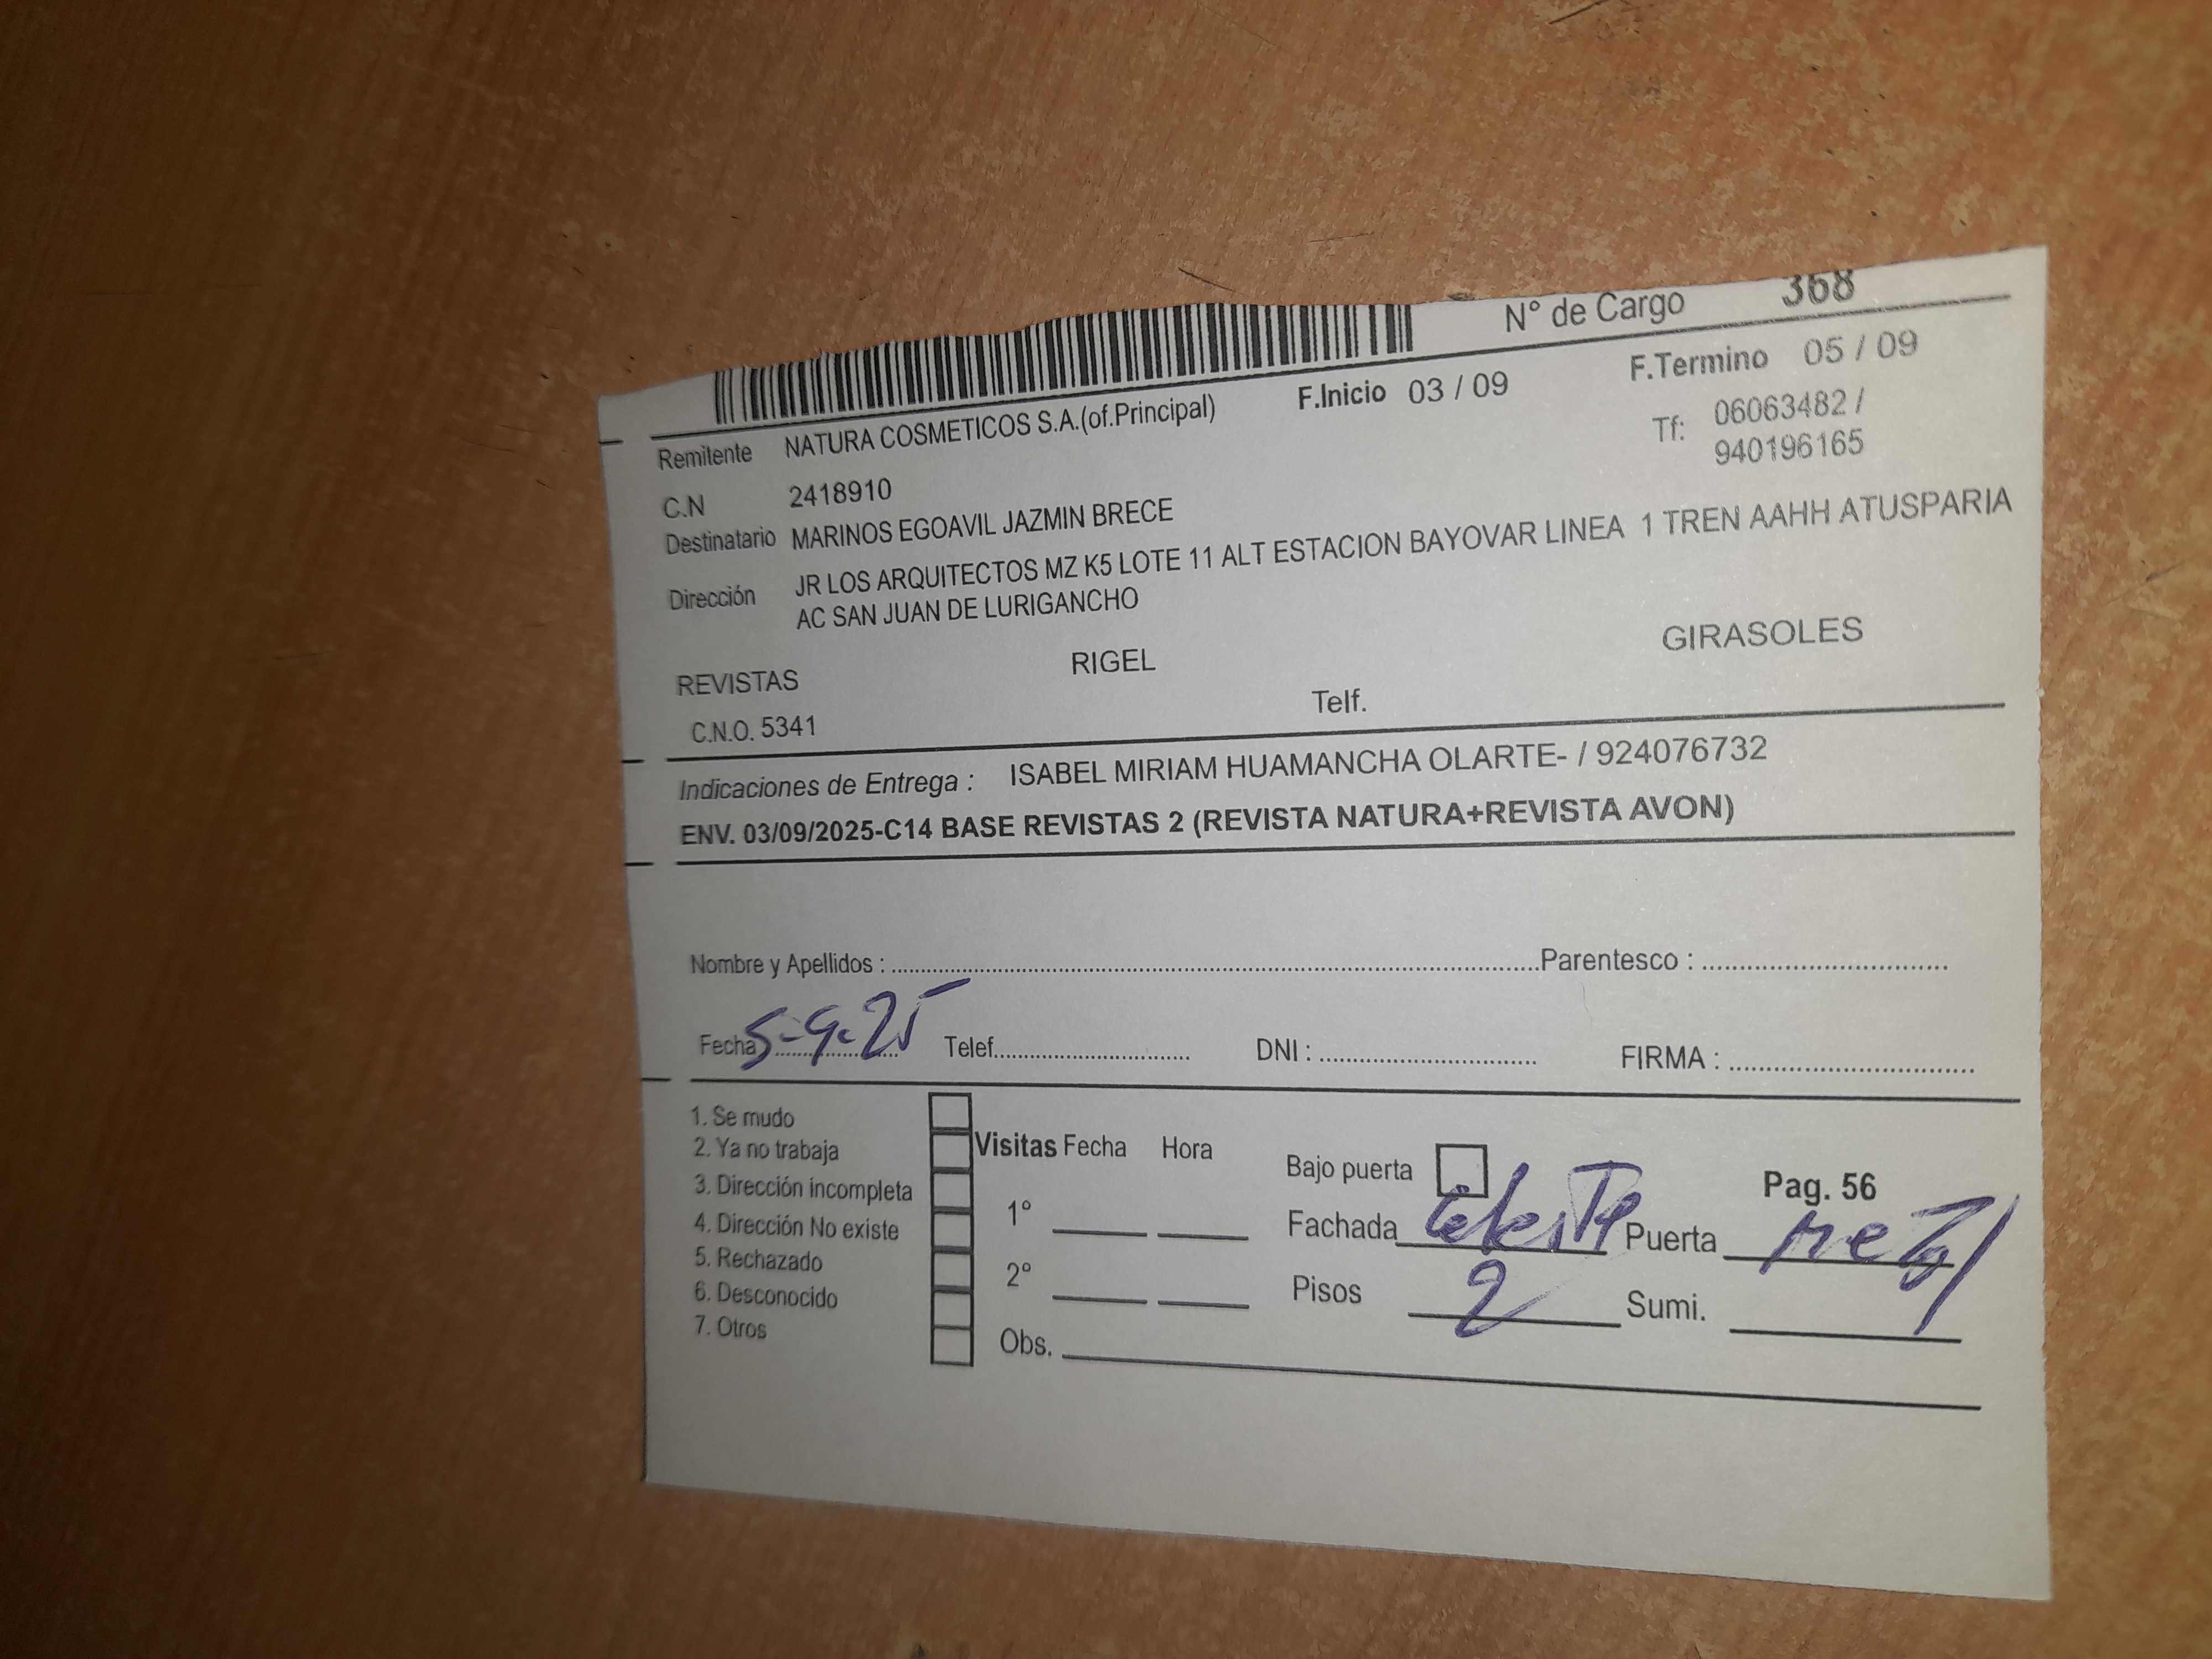 N° de Cargo 368
F.Inicio 03 / 09 F.Termino 05 / 09
Remitente NATURA COSMETICOS S.A.(of.Principal) Tf: 06063482 /
940196165
C.N 2418910
Destinatario MARINOS EGOAVIL JAZMIN BRECE
Dirección JR LOS ARQUITECTOS MZ K5 LOTE 11 ALT ESTACION BAYOVAR LINEA 1 TREN AAHH ATUSPARIA
AC SAN JUAN DE LURIGANCHO
REVISTAS RIGEL GIRASOLES
C.N.O. 5341 Telf.
Indicaciones de Entrega : ISABEL MIRIAM HUAMANCHA OLARTE- / 924076732
ENV. 03/09/2025-C14 BASE REVISTAS 2 (REVISTA NATURA+REVISTA AVON)
Nombre y Apellidos : Parentesco :
Fecha 5-9-25 Telef. DNI : FIRMA :
1. Se mudo
2. Ya no trabaja
3. Dirección incompleta
4. Dirección No existe
5. Rechazado
6. Desconocido
7. Otros
Visitas Fecha Hora
1°
2°
Obs.
Bajo puerta Pag. 56
Fachada Celeste Puerta
Pisos 2 Sumi.